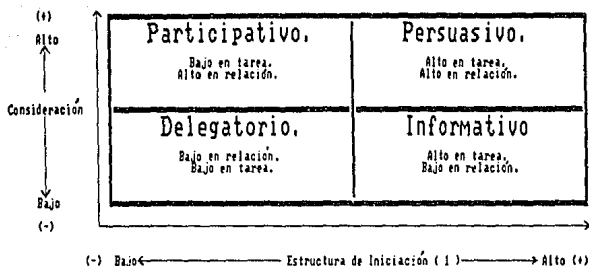 (+)
Alto
Participativo.
Persuasivo.
Bajo en tarea.
Alto en relación.
Alto en tarea.
Alto en relación.
Consideración
Delegatorio.
Informativo
Bajo en relación.
Bajo en tarea.
Alto en tarea.
Bajo en relación.
Bajo
(-)
(-) Bajo Estructura de Iniciación ( 1 ) Alto (+)